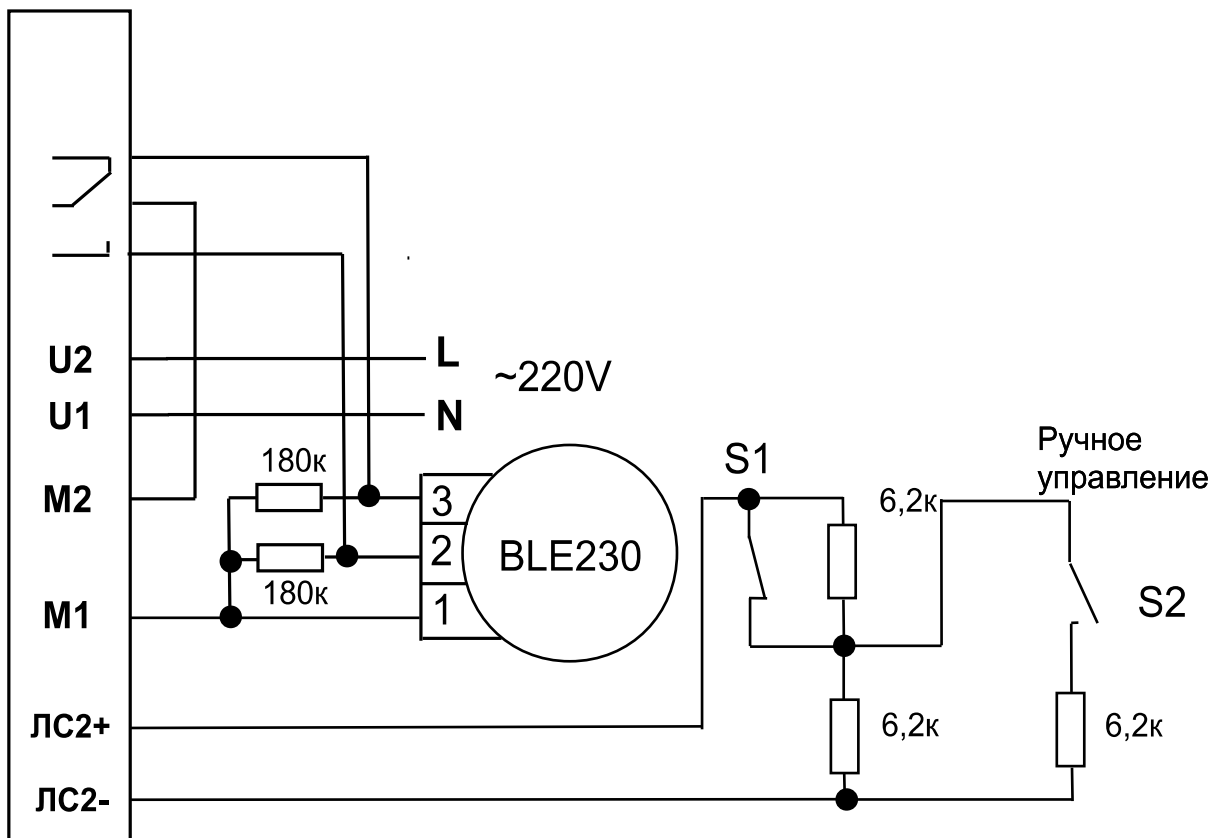 U2
L
~220V
U1
N
Ручное
управление
S1
180к
6,2к
M2
3
2
BLE230
180к
1
M1
S2
ЛС2+
6,2к
6,2к
ЛС2-